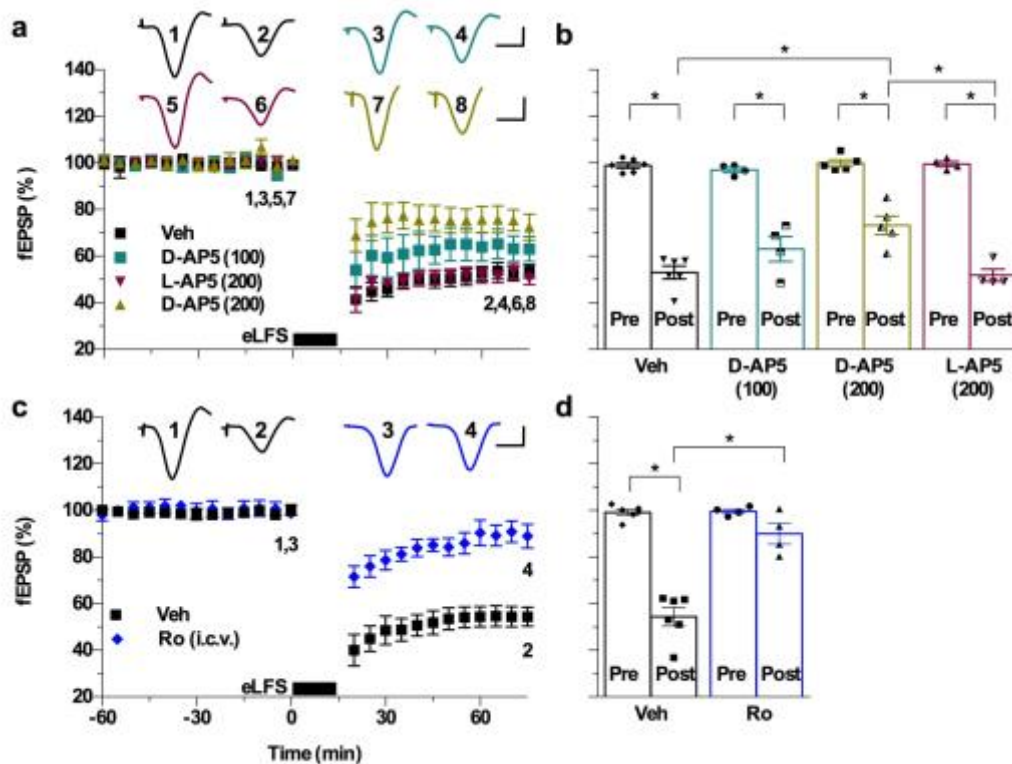 a
1 2 3 4
140
5 6 7 8
120
100
1,3,5,7
80
fEPSP (%)
Veh
D-AP5 (100)
L-AP5 (200)
D-AP5 (200)
60
40
2,4,6,8
eLFS
20
b
*
*
* * * *
Pre Post Pre Post Pre Post Pre Post
Veh D-AP5 (100) D-AP5 (200) L-AP5 (200)
c
140
1 2 3 4
120
100
1,3
80
fEPSP (%)
4
60
Veh
Ro (i.c.v.)
2
40
eLFS
20
-60 -30 0 30 60
Time (min)
d
*
*
Pre Post Pre Post
Veh Ro